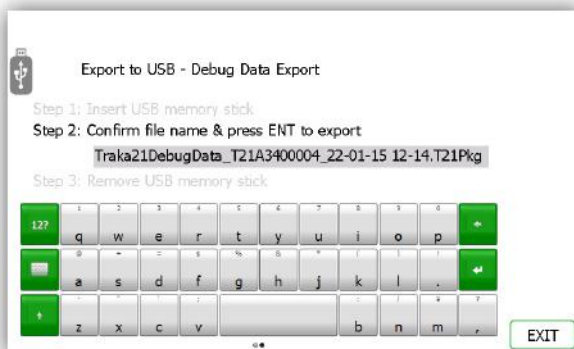 Export to USB - Debug Data Export
Step 1: Insert USB memory stick
Step 2: Confirm file name & press ENT to export
Traka21DebugData_T21A3400004_22-01-15 12-14.T21Pkg
Step 3: Remove USB memory stick
12?
q w e r t y u i o p
a s d f g h j k l .
z x c v b n m ,
EXIT